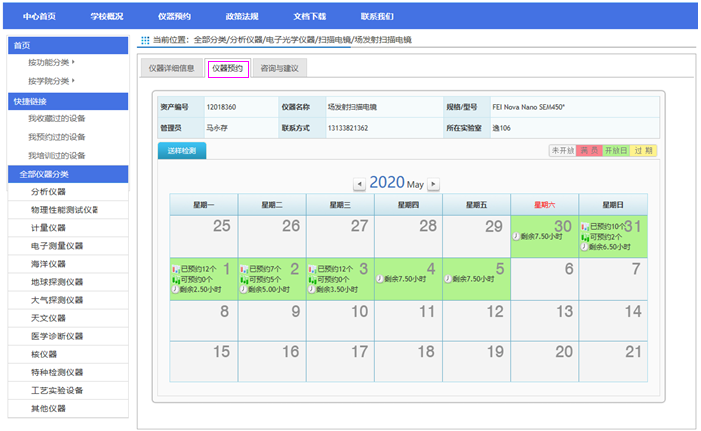 中心首页 学校概况 仪器预约 政策法规 文档下载 联系我们
首页
按功能分类
按学院分类
快捷链接
我收藏过的设备
我预约过的设备
我培训过的设备
全部仪器分类
分析仪器
物理性能测试仪器
计量仪器
电子测量仪器
海洋仪器
地球探测仪器
大气探测仪器
天文仪器
医学诊断仪器
核仪器
特种检测仪器
工艺实验设备
其他仪器
当前位置：全部分类/分析仪器/电子光学仪器/扫描电镜/场发射扫描电镜
仪器详细信息 仪器预约 咨询与建议
资产编号 12018360 仪器名称 场发射扫描电镜 规格/型号 FEI Nova Nano SEM450*
管理员 马永存 联系方式 13133821362 所在实验室 逸106
送样检测 未开放 满 员 开放日 过 期
2020 May
星期一 星期二 星期三 星期四 星期五 星期六 星期日
25 26 27 28 29 30 31
剩余7.50小时
已预约10个
可预约2个
剩余6.50小时
1 2 3 4 5 6 7
已预约12个 已预约7个 已预约12个
可预约0个 可预约5个 可预约0个 剩余7.50小时 剩余7.50小时
剩余2.50小时 剩余5.00小时 剩余3.50小时
8 9 10 11 12 13 14
15 16 17 18 19 20 21